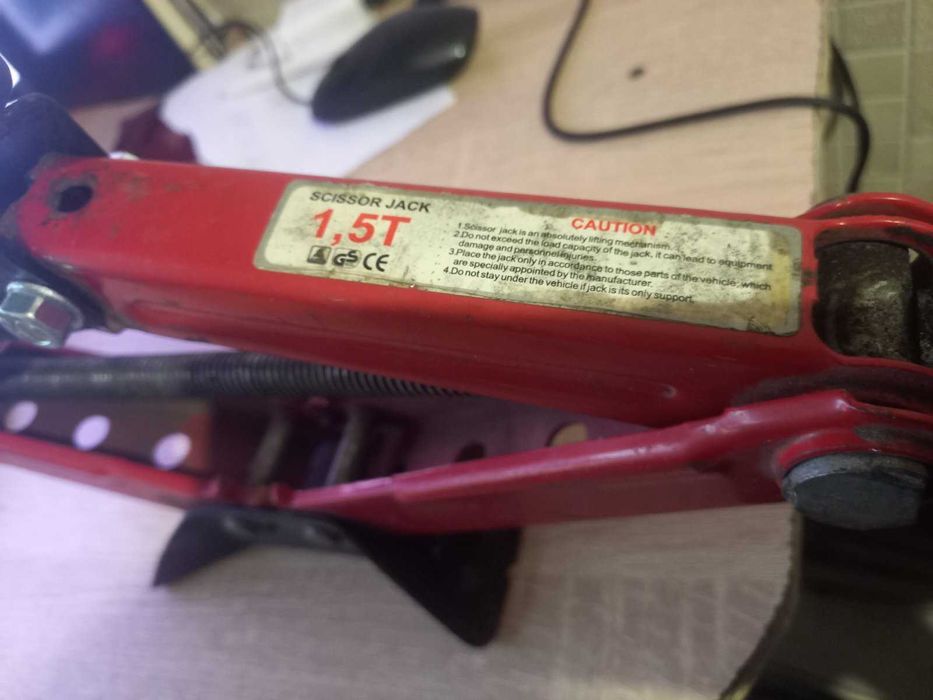 SCISSOR JACK
1,5T
GS CE
CAUTION
1.Scissor jack is an absolutely lifting mechanism.
2.Do not exceed the load capacity of the jack, it can lead to equipment
damage and personnel injuries.
3.Place the jack only in accordance to those parts of the vehicle; which
are specially appointed by the manufacturer.
4.Do not stay under the vehicle if jack is its only support.